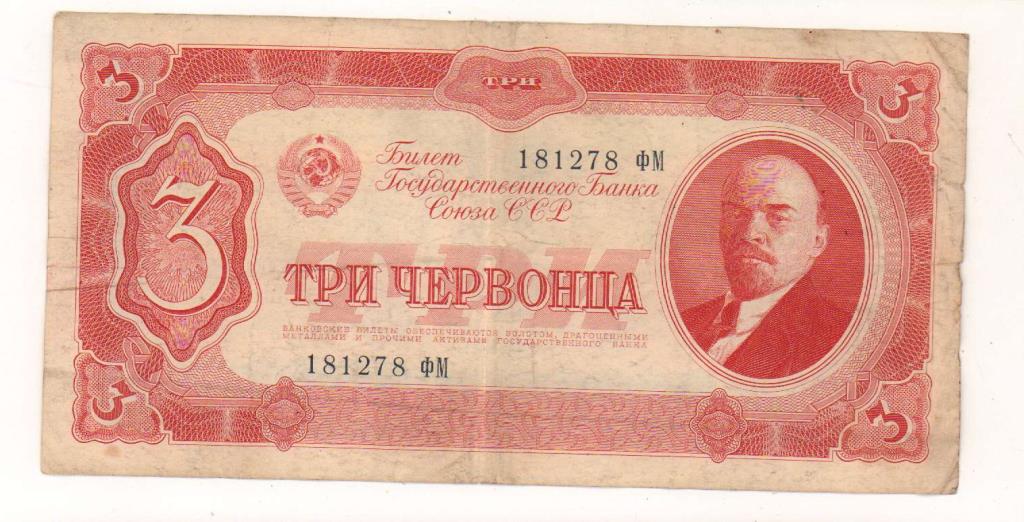 3
ТРИ
3
Билет 181278 ФМ
Государственного Банка
Союза ССР
3
ТРИ
ТРИ ЧЕРВОНЦА
БАНКОВСКИЕ БИЛЕТЫ ОБЕСПЕЧИВАЮТСЯ ЗОЛОТОМ, ДРАГОЦЕННЫМИ
МЕТАЛЛАМИ И ПРОЧИМИ АКТИВАМИ ГОСУДАРСТВЕННОГО БАНКА
181278 ФМ
3
3